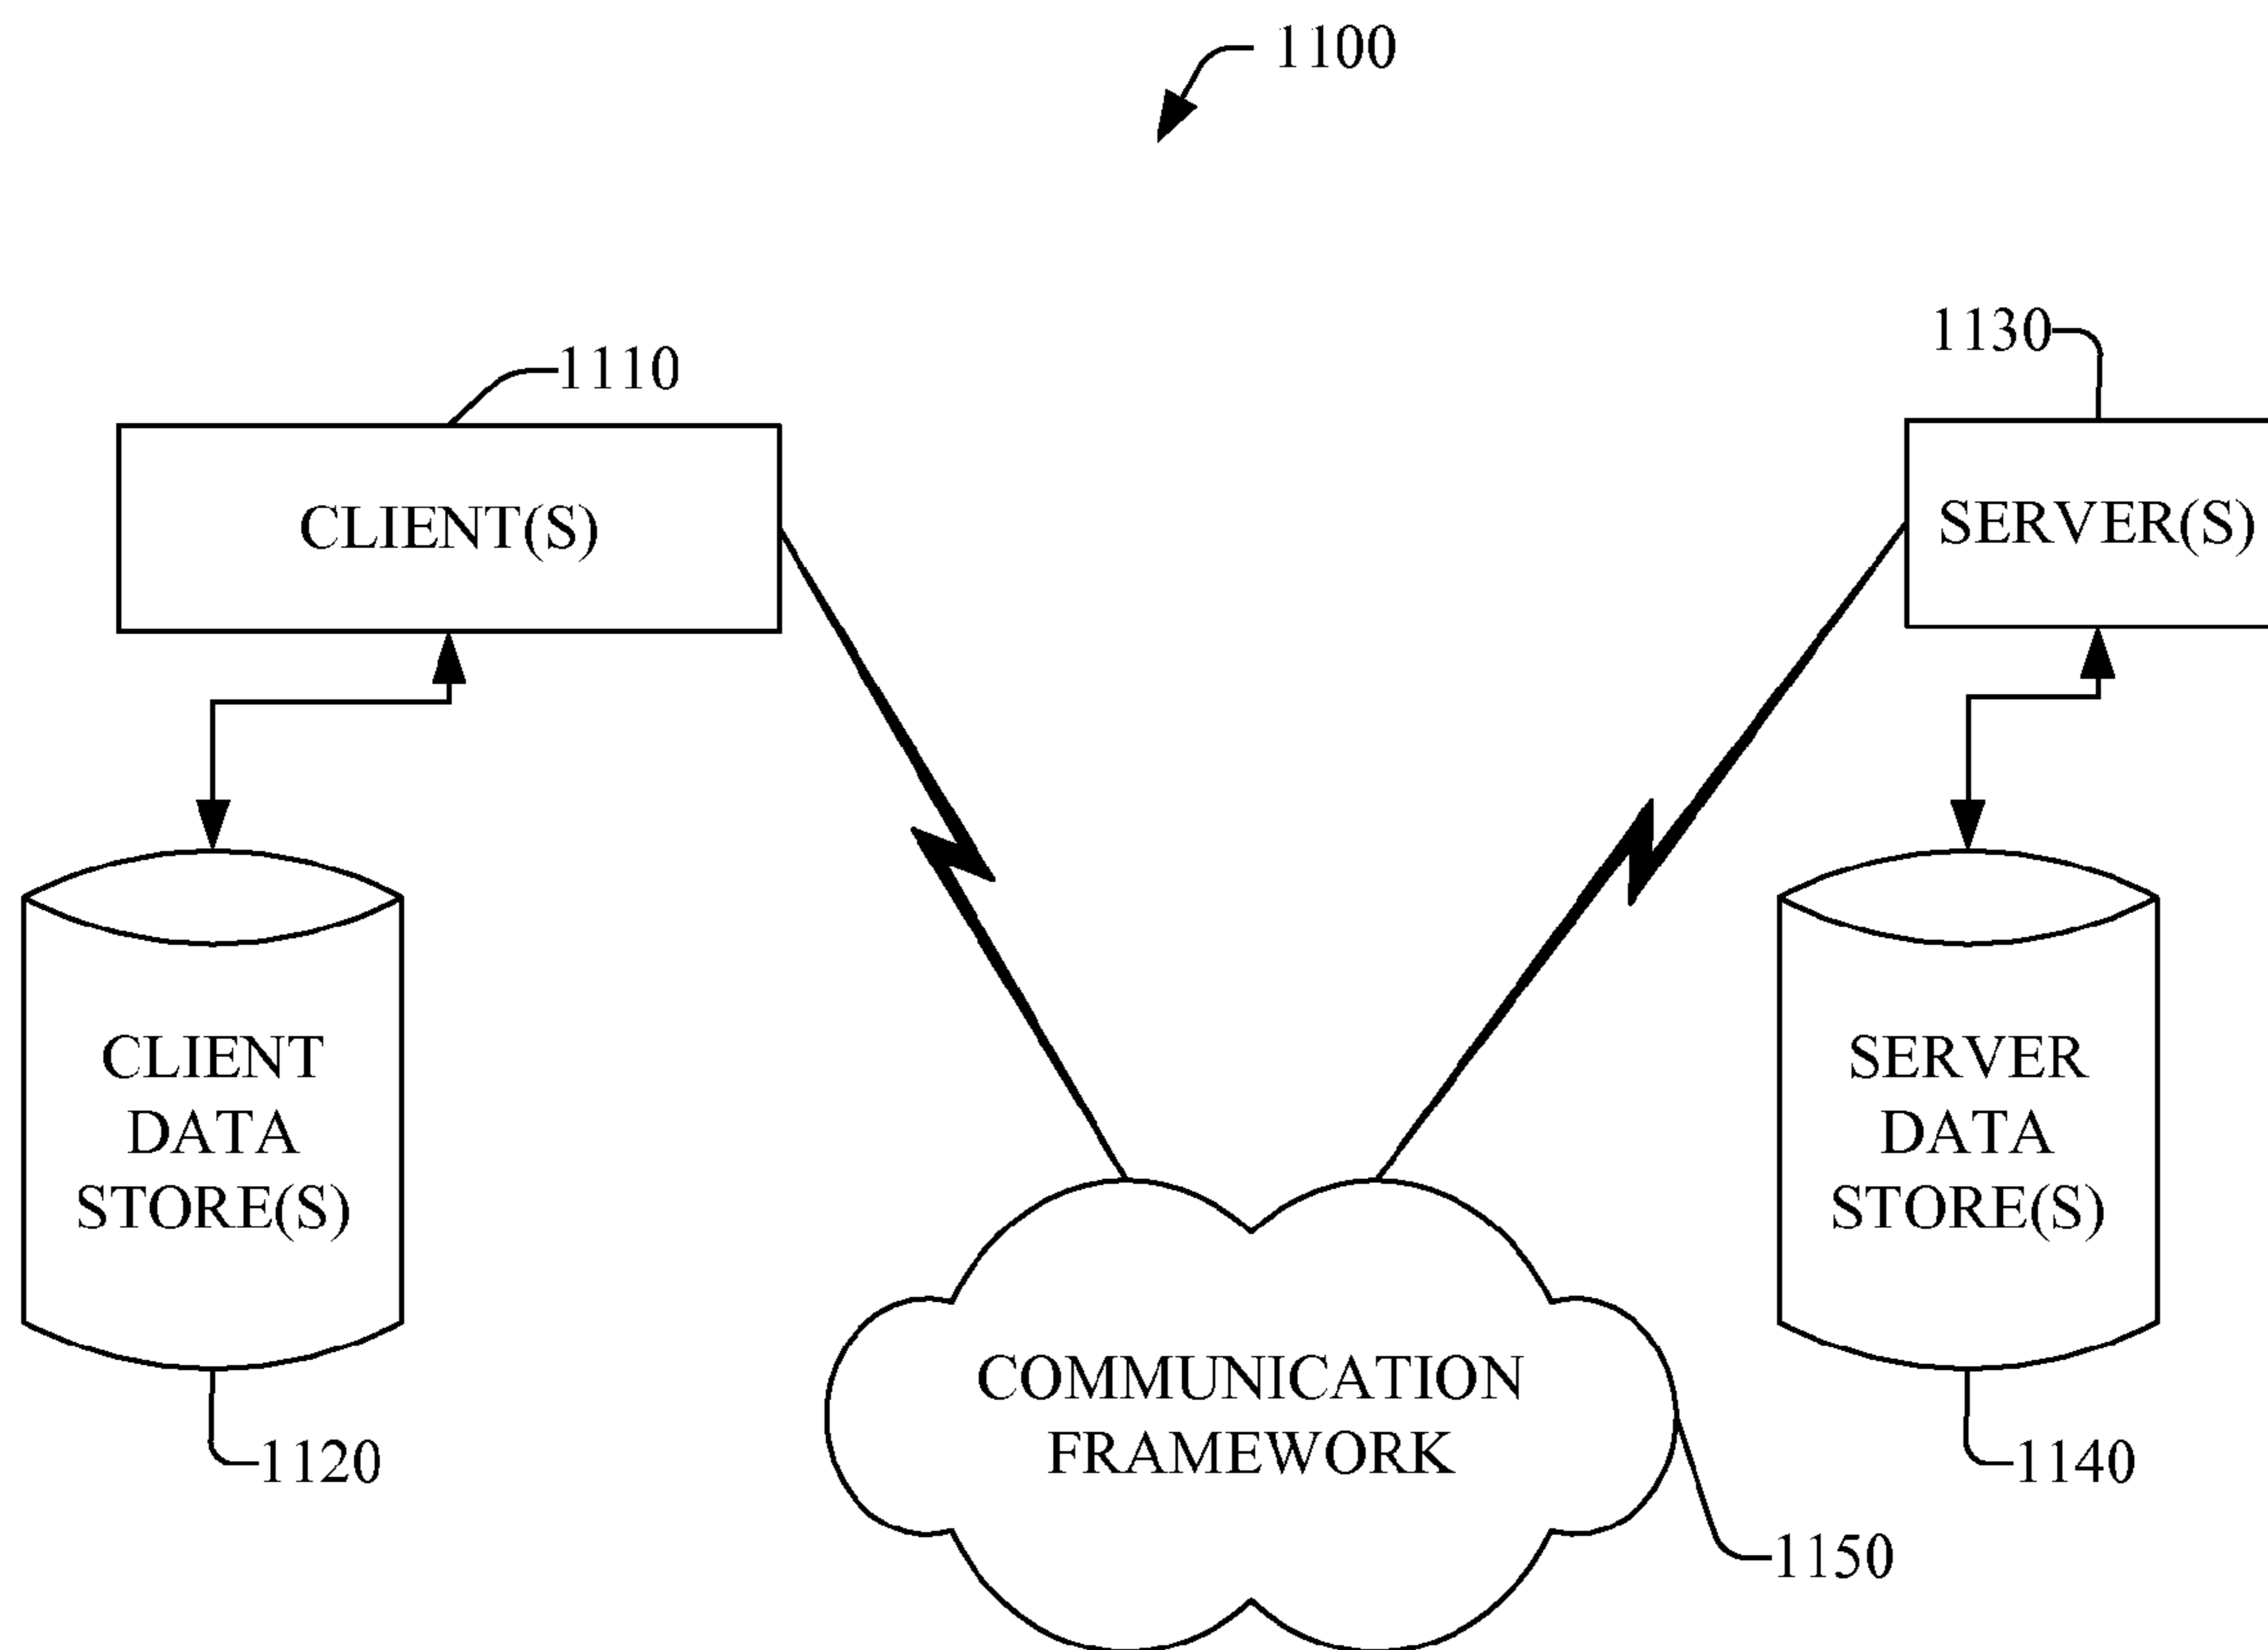 1100
1110
1130
CLIENT(S)
SERVER(S)
CLIENT
DATA
STORE(S)
SERVER
DATA
STORE(S)
COMMUNICATION
FRAMEWORK
1120
1140
1150